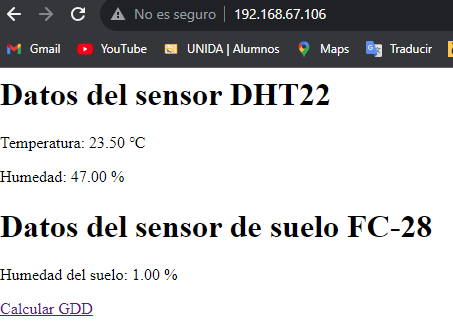 No es seguro 192.168.67.106
Gmail YouTube UNIDA | Alumnos Maps Traducir
Datos del sensor DHT22
Temperatura: 23.50 °C
Humedad: 47.00 %
Datos del sensor de suelo FC-28
Humedad del suelo: 1.00 %
Calcular GDD